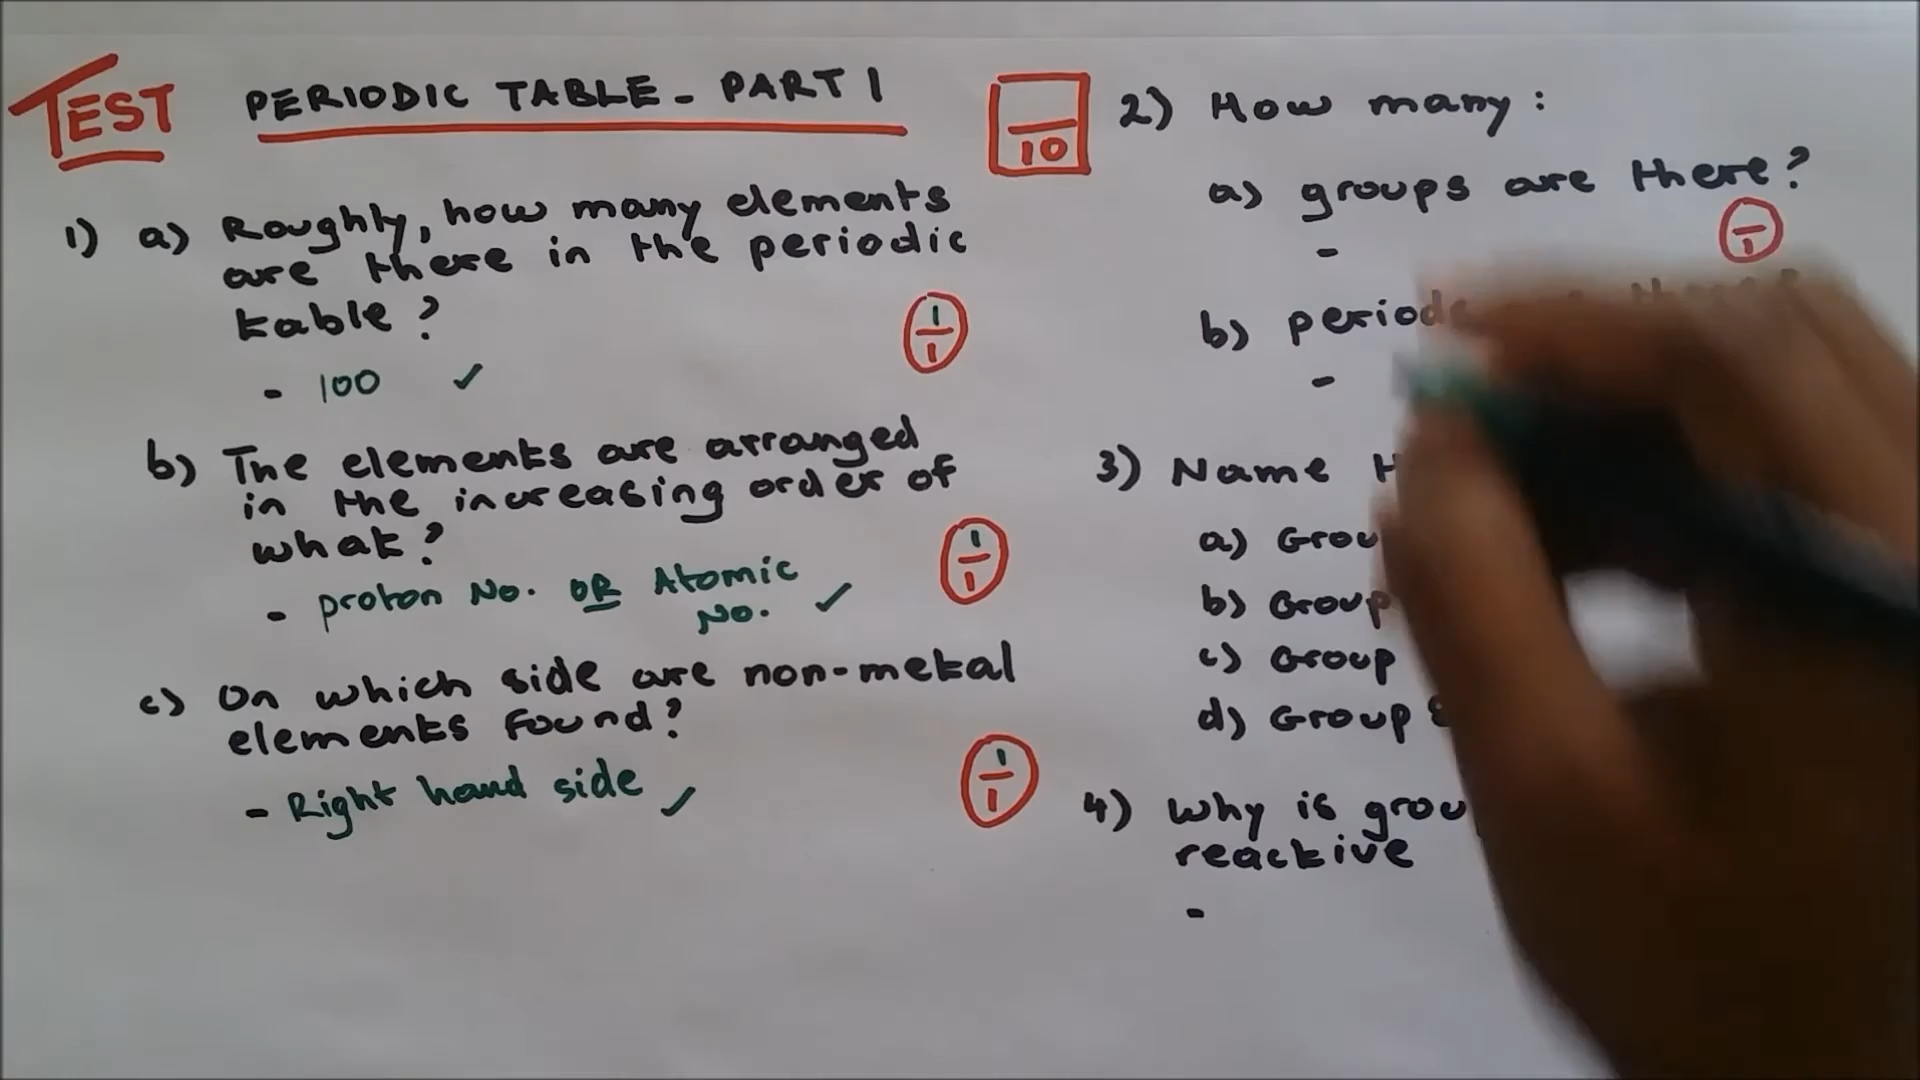 TEST PERIODIC TABLE - PART 1
10
1) a) Roughly, how many elements
are there in the periodic
table?
1
1
- 100 ✓
b) The elements are arranged
in the increasing order of
what?
1
1
- proton No. OR Atomic
No. ✓
c) On which side are non-metal
elements found?
1
1
- Right hand side ✓
2) How many:
a) groups are there?
-
1
b)
-
3) Name
a)
b) Group
c) Group
d) Group
4) Why is
reactive
-